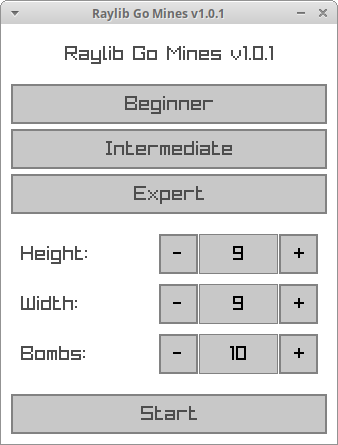 Raylib Go Mines v1.0.1
Raylib Go Mines v1.0.1
Beginner
Intermediate
Expert
Height: - 9 +
Width: - 9 +
Bombs: - 10 +
Start